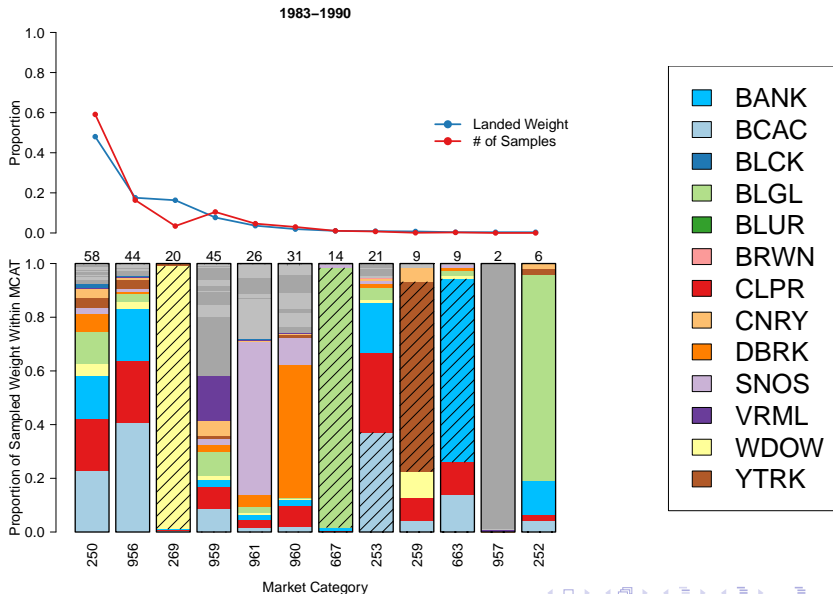 1983–1990
Proportion
1.0
0.8
0.6
0.4
0.2
0.0
Landed Weight
# of Samples
Proportion of Sampled Weight Within MCAT
1.0
0.8
0.6
0.4
0.2
0.0
58 44 20 45 26 31 14 21 9 9 2 6
250 956 269 959 961 960 667 253 259 663 957 252
Market Category
BANK
BCAC
BLCK
BLGL
BLUR
BRWN
CLPR
CNRY
DBRK
SNOS
VRML
WDOW
YTRK